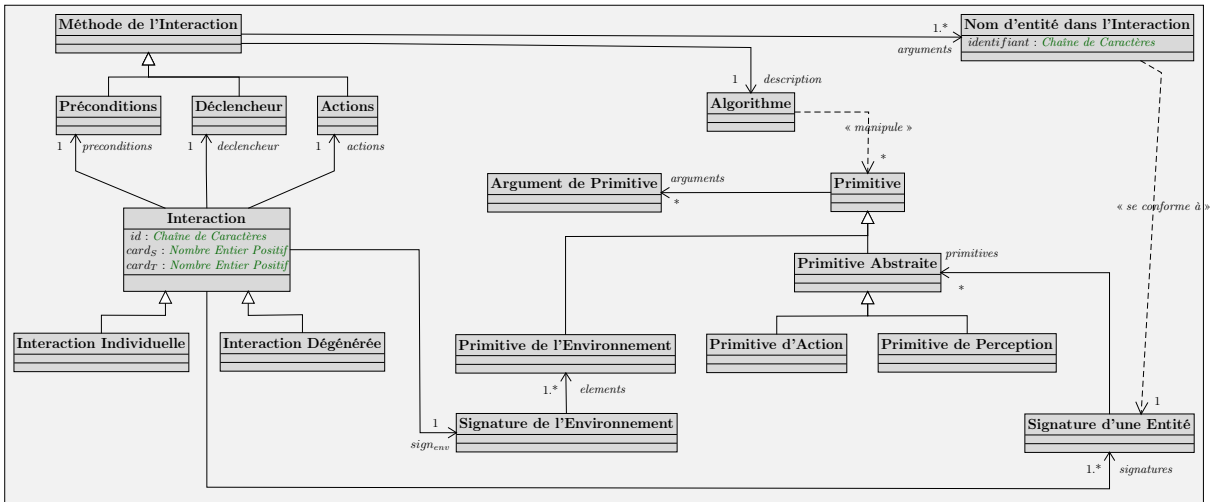 Méthode de l'Interaction
Nom d'entité dans l'Interaction
identifiant : Chaîne de Caractères
1.*
arguments
1
description
Préconditions
Déclencheur
Actions
Algorithme
« manipule »
*
1
preconditions
1
declencheur
1
actions
Argument de Primitive
arguments
*
Primitive
« se conforme à »
Interaction
id : Chaîne de Caractères
card_S : Nombre Entier Positif
card_T : Nombre Entier Positif
Primitive Abstraite
primitives
*
Interaction Individuelle
Interaction Dégénérée
Primitive de l'Environnement
Primitive d'Action
Primitive de Perception
1.*
elements
1
sign_env
Signature de l'Environnement
1
Signature d'une Entité
1.*
signatures